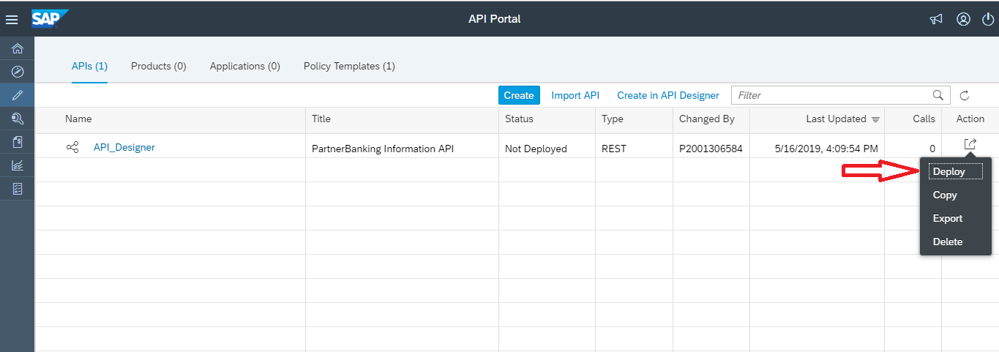 SAP API Portal
APIs (1) Products (0) Applications (0) Policy Templates (1)
Create Import API Create in API Designer Filter
Name Title Status Type Changed By Last Updated Calls Action
API_Designer PartnerBanking Information API Not Deployed REST P2001306584 5/16/2019, 4:09:54 PM 0
Deploy
Copy
Export
Delete